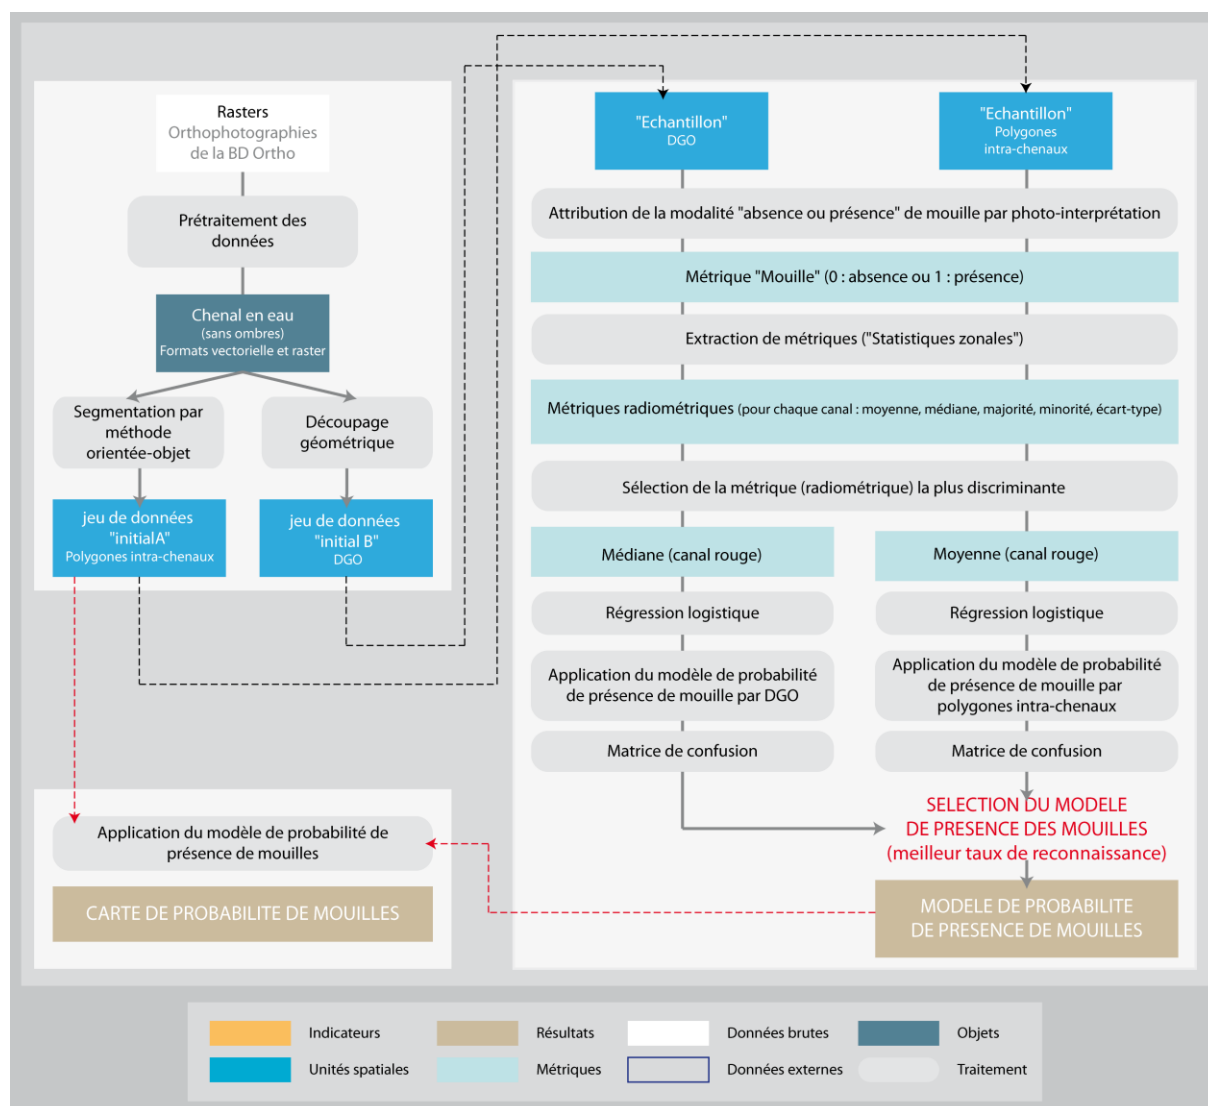 Rasters
Orthophotographies
de la BD Ortho
Prétraitement des
données
Chenal en eau
(sans ombres)
Formats vectorielle et raster
Segmentation par
méthode
orientée-objet
Découpage
géométrique
jeu de données
"initialA"
Polygones intra-chenaux
jeu de données
"initial B"
DGO
"Echantillon"
DGO
"Echantillon"
Polygones
intra-chenaux
Attribution de la modalité "absence ou présence" de mouille par photo-interprétation
Métrique "Mouille" (0 : absence ou 1 : présence)
Extraction de métriques ("Statistiques zonales")
Métriques radiométriques (pour chaque canal : moyenne, médiane, majorité, minorité, écart-type)
Sélection de la métrique (radiométrique) la plus discriminante
Médiane (canal rouge)
Moyenne (canal rouge)
Régression logistique
Régression logistique
Application du modèle de probabilité
de présence de mouille par DGO
Application du modèle de probabilité
de présence de mouille par
polygones intra-chenaux
Matrice de confusion
Matrice de confusion
SELECTION DU MODELE
DE PRESENCE DES MOUILLES
(meilleur taux de reconnaissance)
MODELE DE PROBABILITE
DE PRESENCE DE MOUILLES
Application du modèle de probabilité de
présence de mouilles
CARTE DE PROBABILITE DE MOUILLES
Indicateurs
Résultats
Données brutes
Objets
Unités spatiales
Métriques
Données externes
Traitement